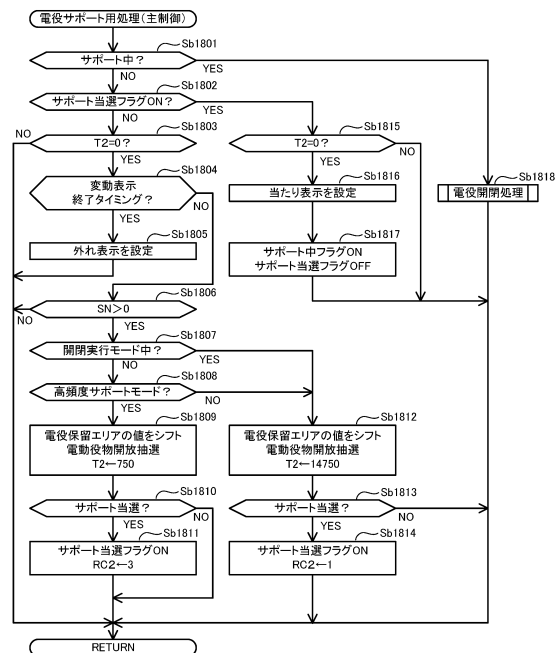 電役サポート用処理(主制御)
Sb1801
サポート中？
YES
NO
Sb1802
サポート当選フラグON？
YES
NO
Sb1803
T2=0？
NO
YES
Sb1804
変動表示
終了タイミング？
NO
YES
Sb1805
外れ表示を設定
Sb1815
T2=0？
NO
YES
Sb1816
当たり表示を設定
Sb1817
サポート中フラグON
サポート当選フラグOFF
Sb1818
電役開閉処理
Sb1806
SN＞0
NO
YES
Sb1807
開閉実行モード中？
YES
NO
Sb1808
高頻度サポートモード？
NO
YES
Sb1809
電役保留エリアの値をシフト
電動役物開放抽選
T2←750
Sb1810
サポート当選？
NO
YES
Sb1811
サポート当選フラグON
RC2←3
Sb1812
電役保留エリアの値をシフト
電動役物開放抽選
T2←14750
Sb1813
サポート当選？
NO
YES
Sb1814
サポート当選フラグON
RC2←1
RETURN